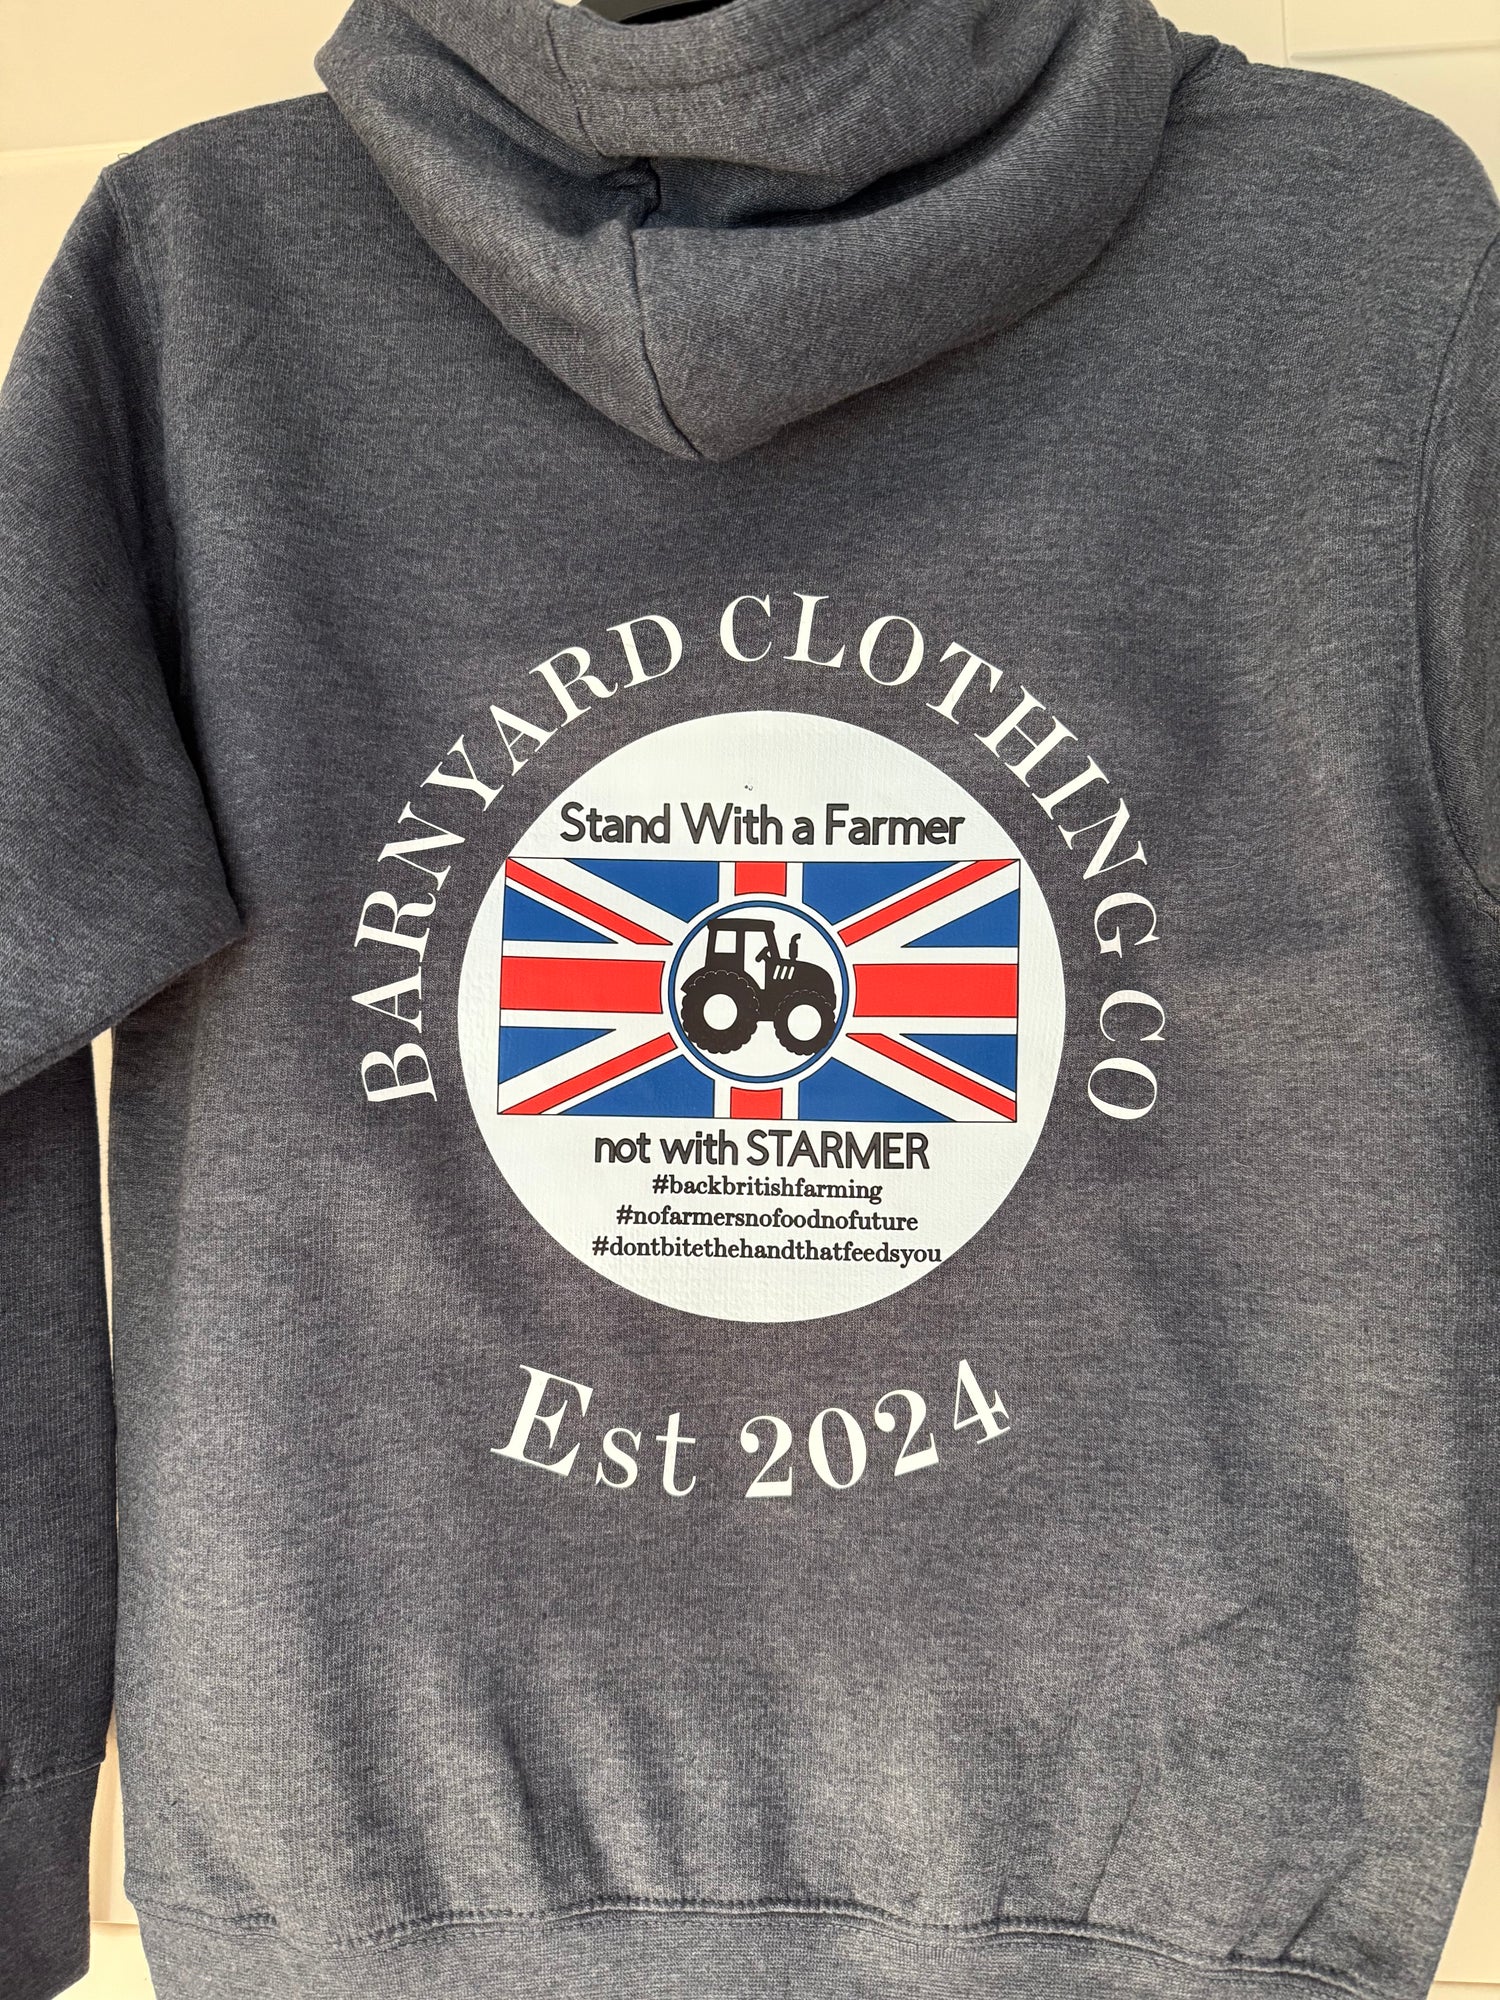 BARNYARD CLOTHING CO
Stand With a Farmer
not with STARMER
#backbritishfarming
#nofarmersnofoodnofuture
#dontbitethehandthatfeedsyou
Est 2024